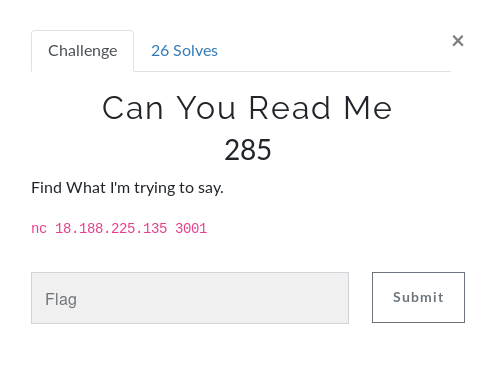 Challenge
26 Solves
×
Can You Read Me
285
Find What I'm trying to say.
nc 18.188.225.135 3001
Flag
Submit